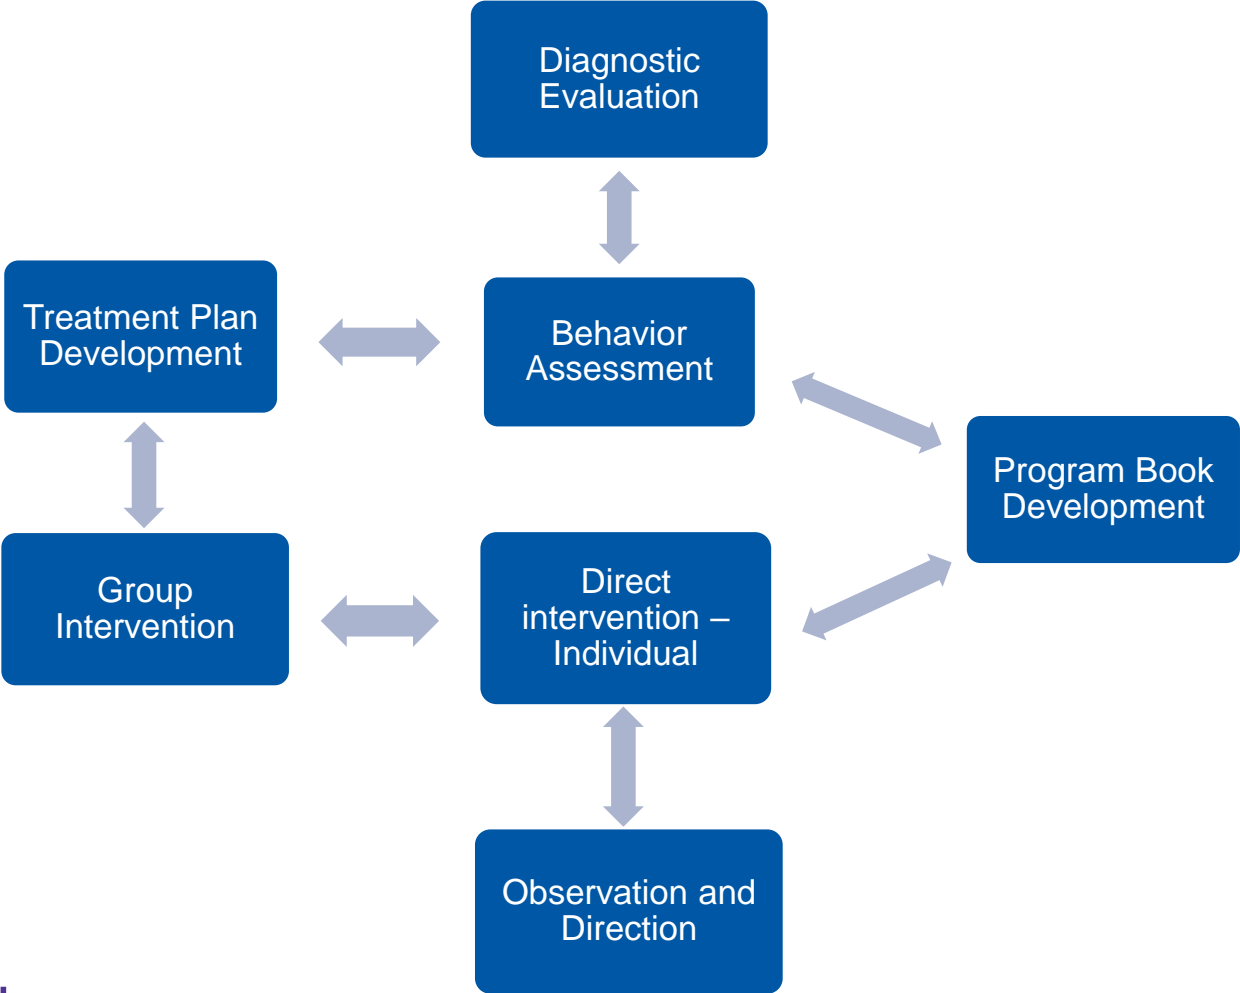 Diagnostic
Evaluation
Treatment Plan
Development
Behavior
Assessment
Program Book
Development
Group
Intervention
Direct
intervention –
Individual
Observation and
Direction